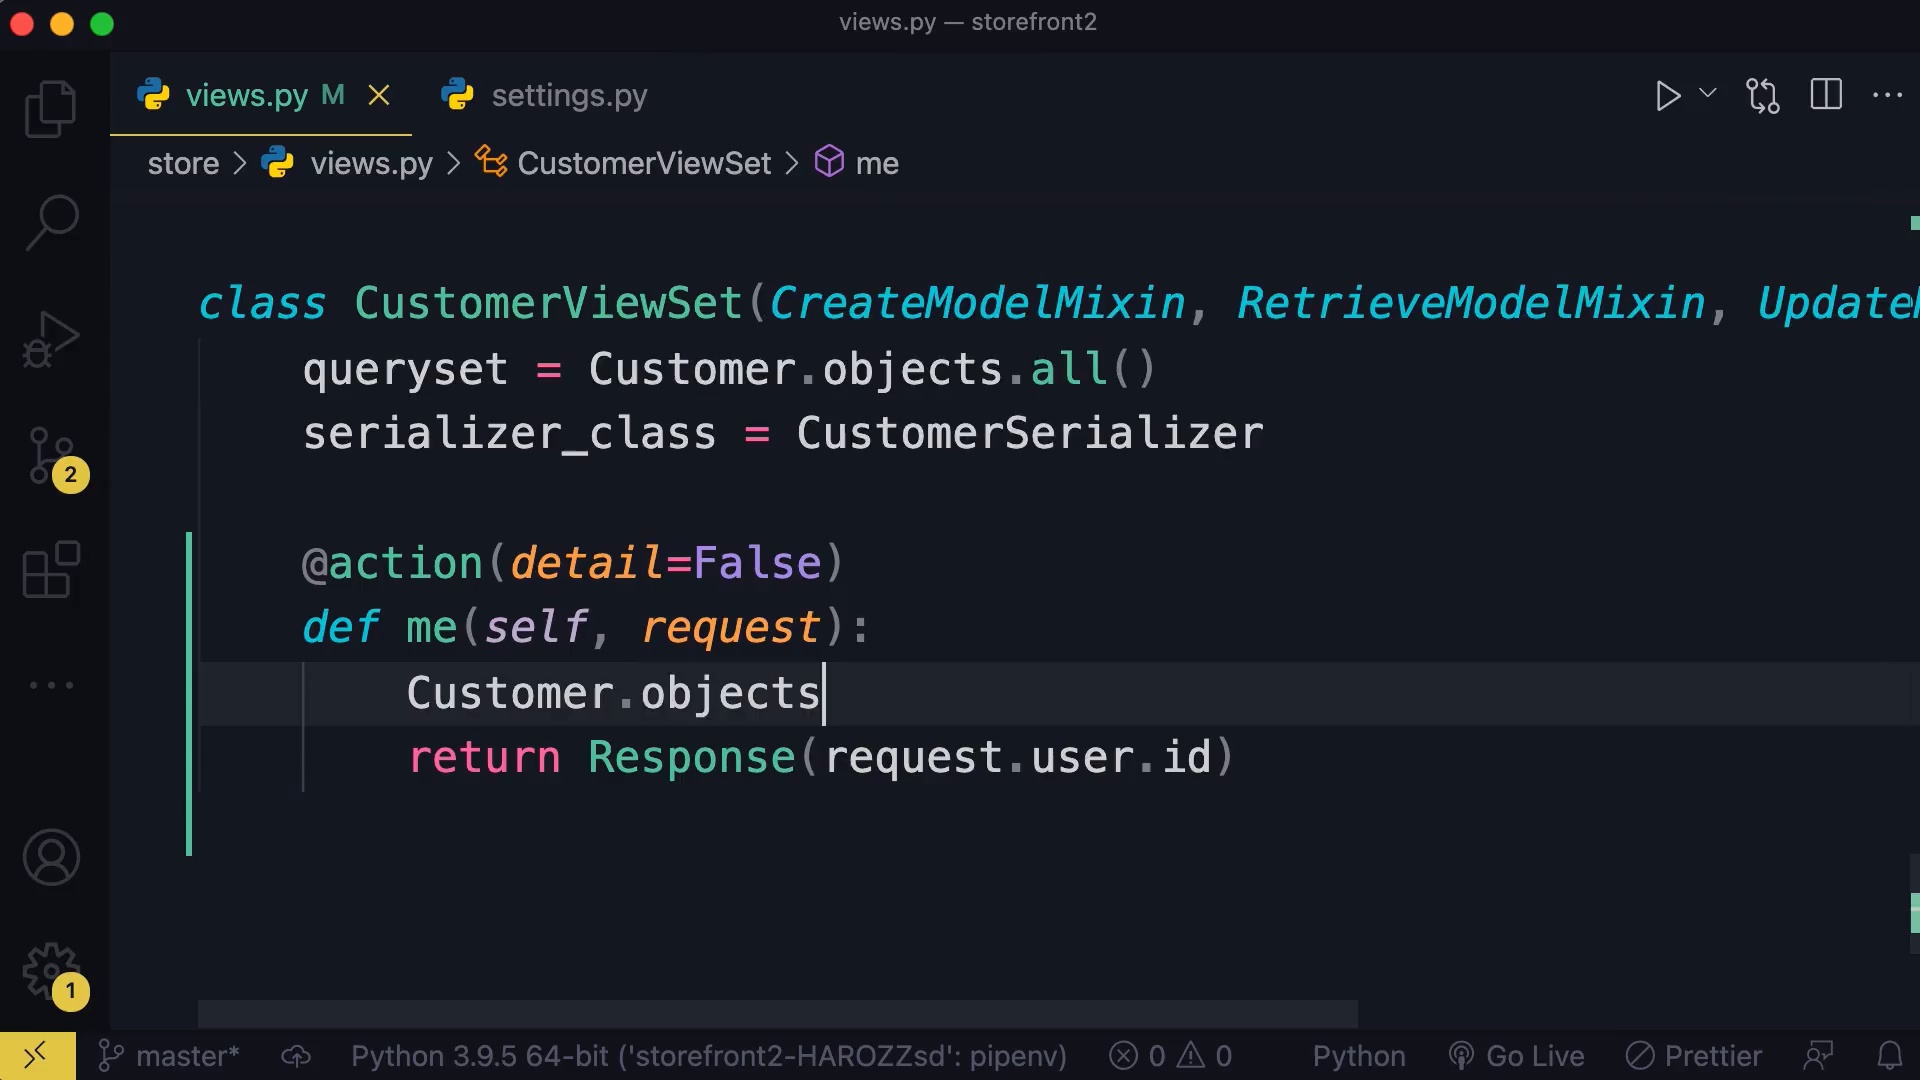 views.py — storefront2
views.py M
settings.py
store > views.py > CustomerViewSet > me
class CustomerViewSet(CreateModelMixin, RetrieveModelMixin, Update
queryset = Customer.objects.all()
serializer_class = CustomerSerializer
@action(detail=False)
def me(self, request):
Customer.objects
return Response(request.user.id)
2
1
master* Python 3.9.5 64-bit ('storefront2-HAROZZsd': pipenv) 0 0 Python Go Live Prettier